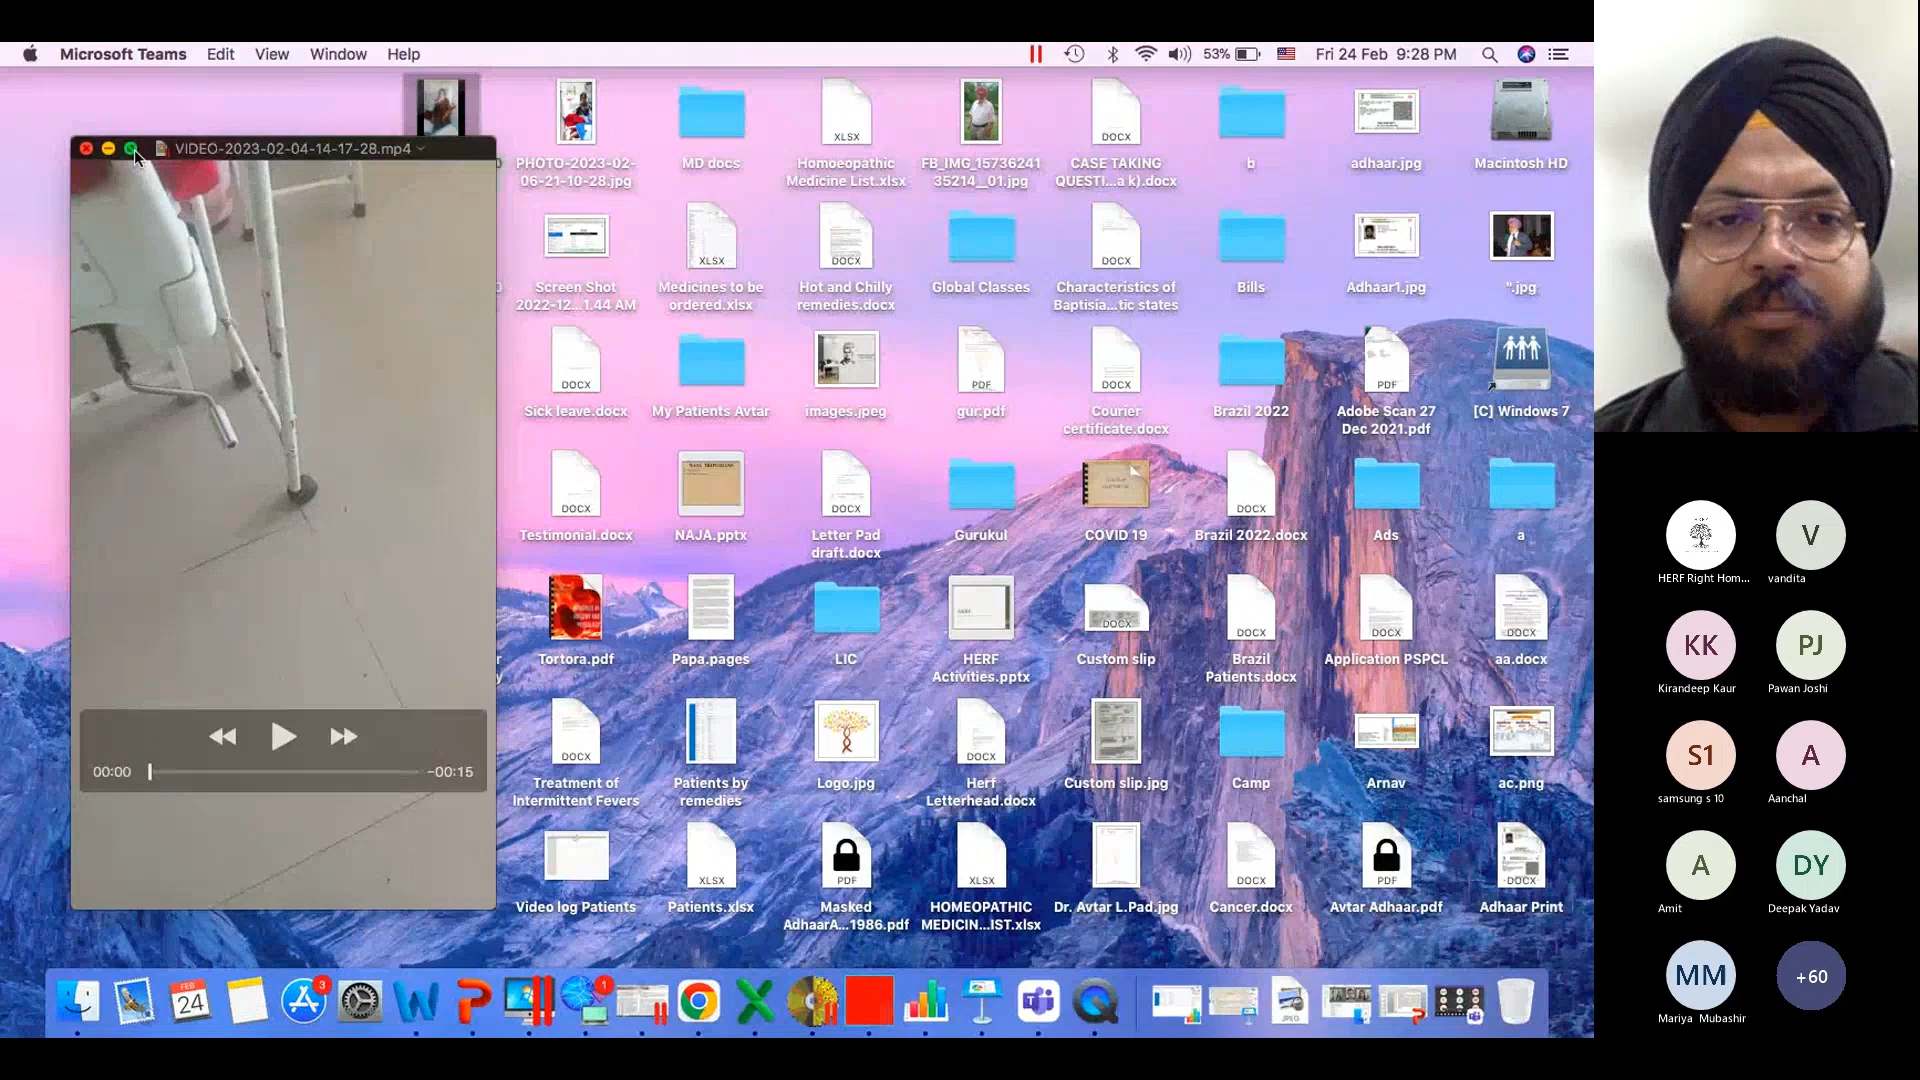 Microsoft Teams Edit View Window Help
53% Fri 24 Feb 9:28 PM
VIDEO-2023-02-04-14-17-28.mp4
00:00 -00:15
PHOTO-2023-02-
06-21-10-28.jpg
MD docs
XLSX
Homoeopathic
Medicine List.xlsx
FB_IMG_15736241
35214__01.jpg
DOCX
CASE TAKING
QUESTI...a k).docx
b
adhaar.jpg
Macintosh HD
Screen Shot
2022-12...1.44 AM
XLSX
Medicines to be
ordered.xlsx
DOCX
Hot and Chilly
remedies.docx
Global Classes
DOCX
Characteristics of
Baptisia...tic states
Bills
Adhaar1.jpg
".jpg
DOCX
Sick leave.docx
My Patients Avtar
images.jpeg
PDF
gur.pdf
DOCX
Courier
certificate.docx
Brazil 2022
PDF
Adobe Scan 27
Dec 2021.pdf
[C] Windows 7
DOCX
Testimonial.docx
NAJA.pptx
DOCX
Letter Pad
draft.docx
Gurukul
COVID 19
DOCX
Brazil 2022.docx
Ads
a
Tortora.pdf
Papa.pages
LIC
HERF
Activities.pptx
DOCX
Custom slip
DOCX
Brazil
Patients.docx
DOCX
Application PSPCL
DOCX
aa.docx
DOCX
Treatment of
Intermittent Fevers
Patients by
remedies
Logo.jpg
DOCX
Herf
Letterhead.docx
Custom slip.jpg
Camp
Arnav
ac.png
Video log Patients
XLSX
Patients.xlsx
PDF
Masked
AdhaarA...1986.pdf
XLSX
HOMEOPATHIC
MEDICIN...IST.xlsx
Dr. Avtar L.Pad.jpg
DOCX
Cancer.docx
PDF
Avtar Adhaar.pdf
DOCX
Adhaar Print
FEB
24
3
1
JPEG
HERF Right Hom...
V
vandita
KK
Kirandeep Kaur
PJ
Pawan Joshi
S1
samsung s 10
A
Aanchal
A
Amit
DY
Deepak Yadav
MM
Mariya Mubashir
+60